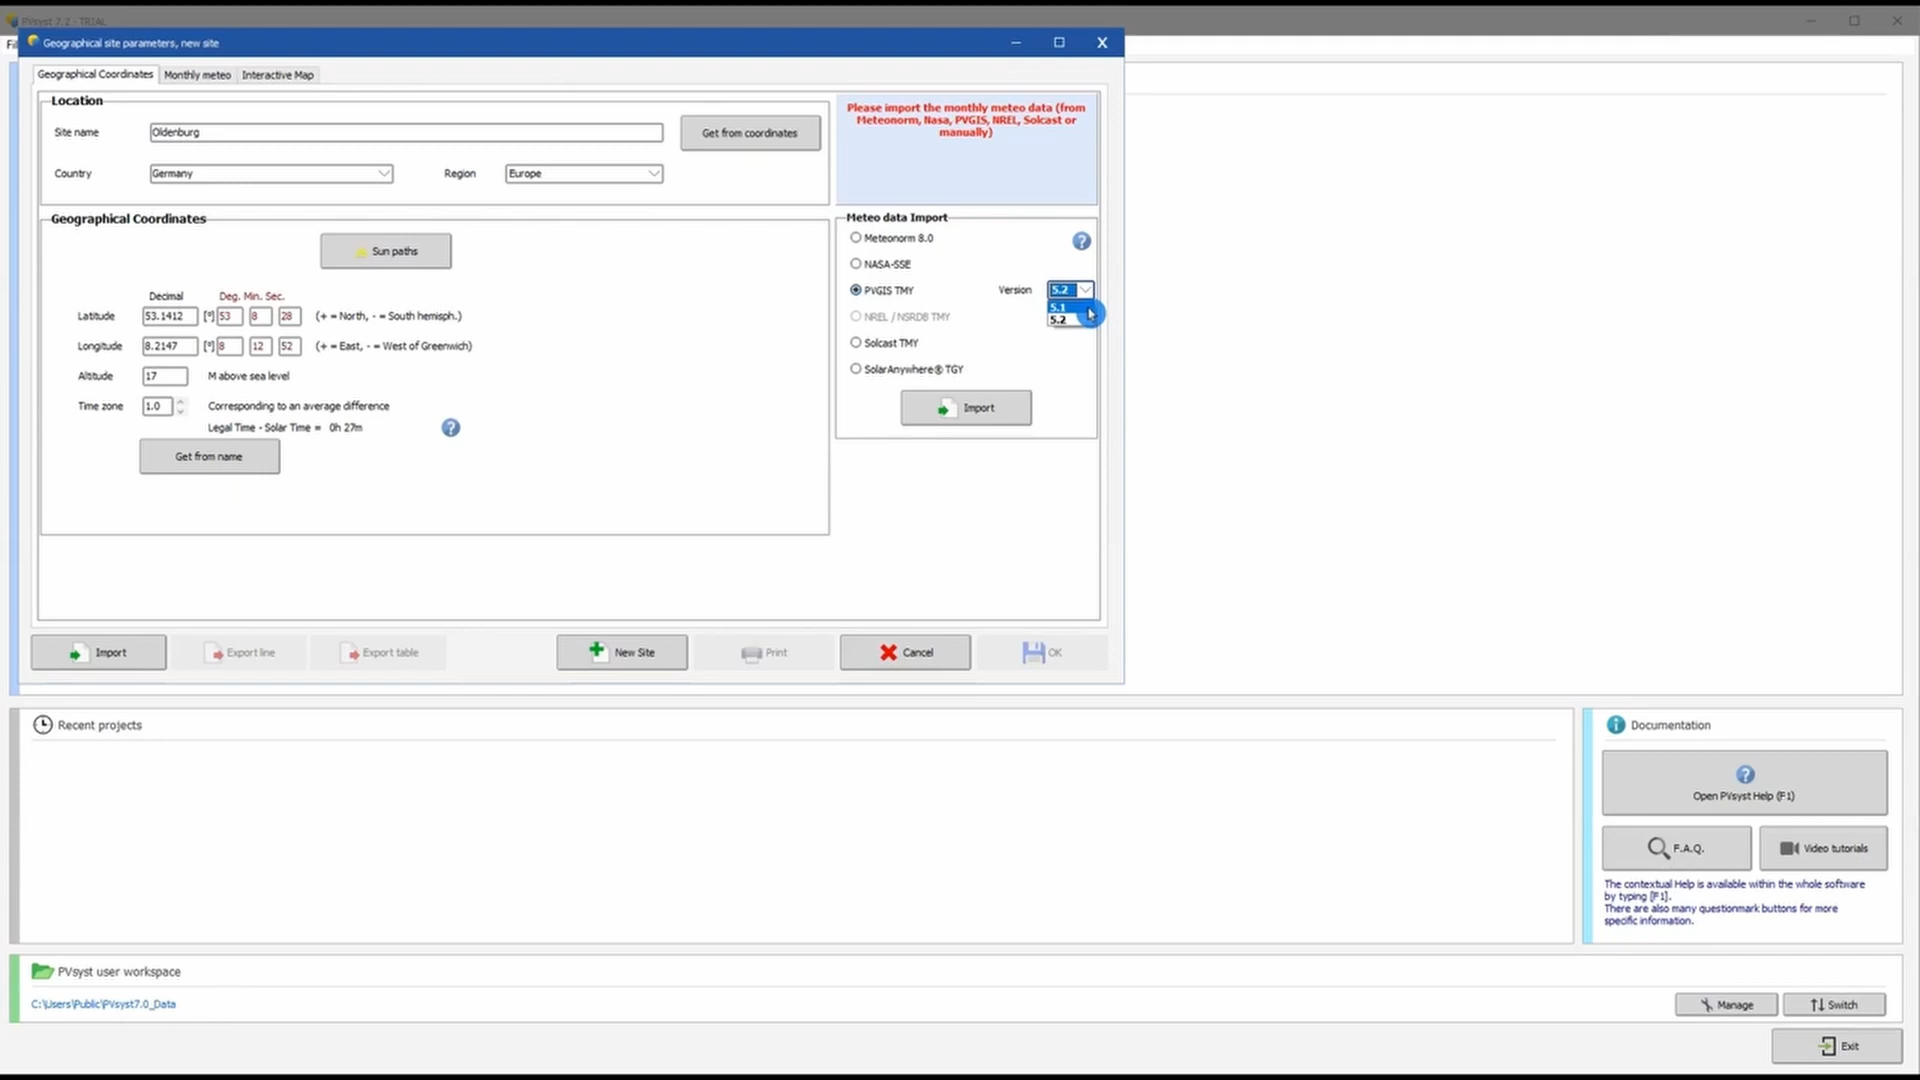 PVsyst 7.2 - TRIAL
Geographical site parameters, new site
Geographical Coordinates Monthly meteo Interactive Map
Location
Site name Oldenburg Get from coordinates
Country Germany Region Europe
Please import the monthly meteo data (from
Meteonorm, Nasa, PVGIS, NREL, Solcast or
manually)
Geographical Coordinates
Sun paths
Decimal Deg. Min. Sec.
Latitude 53.1412 [°] 53 8 28 (+ = North, - = South hemisph.)
Longitude 8.2147 [°] 8 12 52 (+ = East, - = West of Greenwich)
Altitude 17 M above sea level
Time zone 1.0 Corresponding to an average difference
Legal Time - Solar Time = 0h 27m ?
Get from name
Meteo data Import
Meteonorm 8.0 ?
NASA-SSE
PVGIS TMY Version 5.2
5.1
5.2
NREL / NSRDB TMY
Solcast TMY
SolarAnywhere® TGY
Import
Import Export line Export table New Site Print Cancel OK
Recent projects
Documentation
?
Open PVsyst Help (F1)
F.A.Q. Video tutorials
The contextual Help is available within the whole software
by typing [F1].
There are also many questionmark buttons for more
specific information.
PVsyst user workspace
C:\Users\Public\PVsyst7.0_Data
Manage Switch
Exit